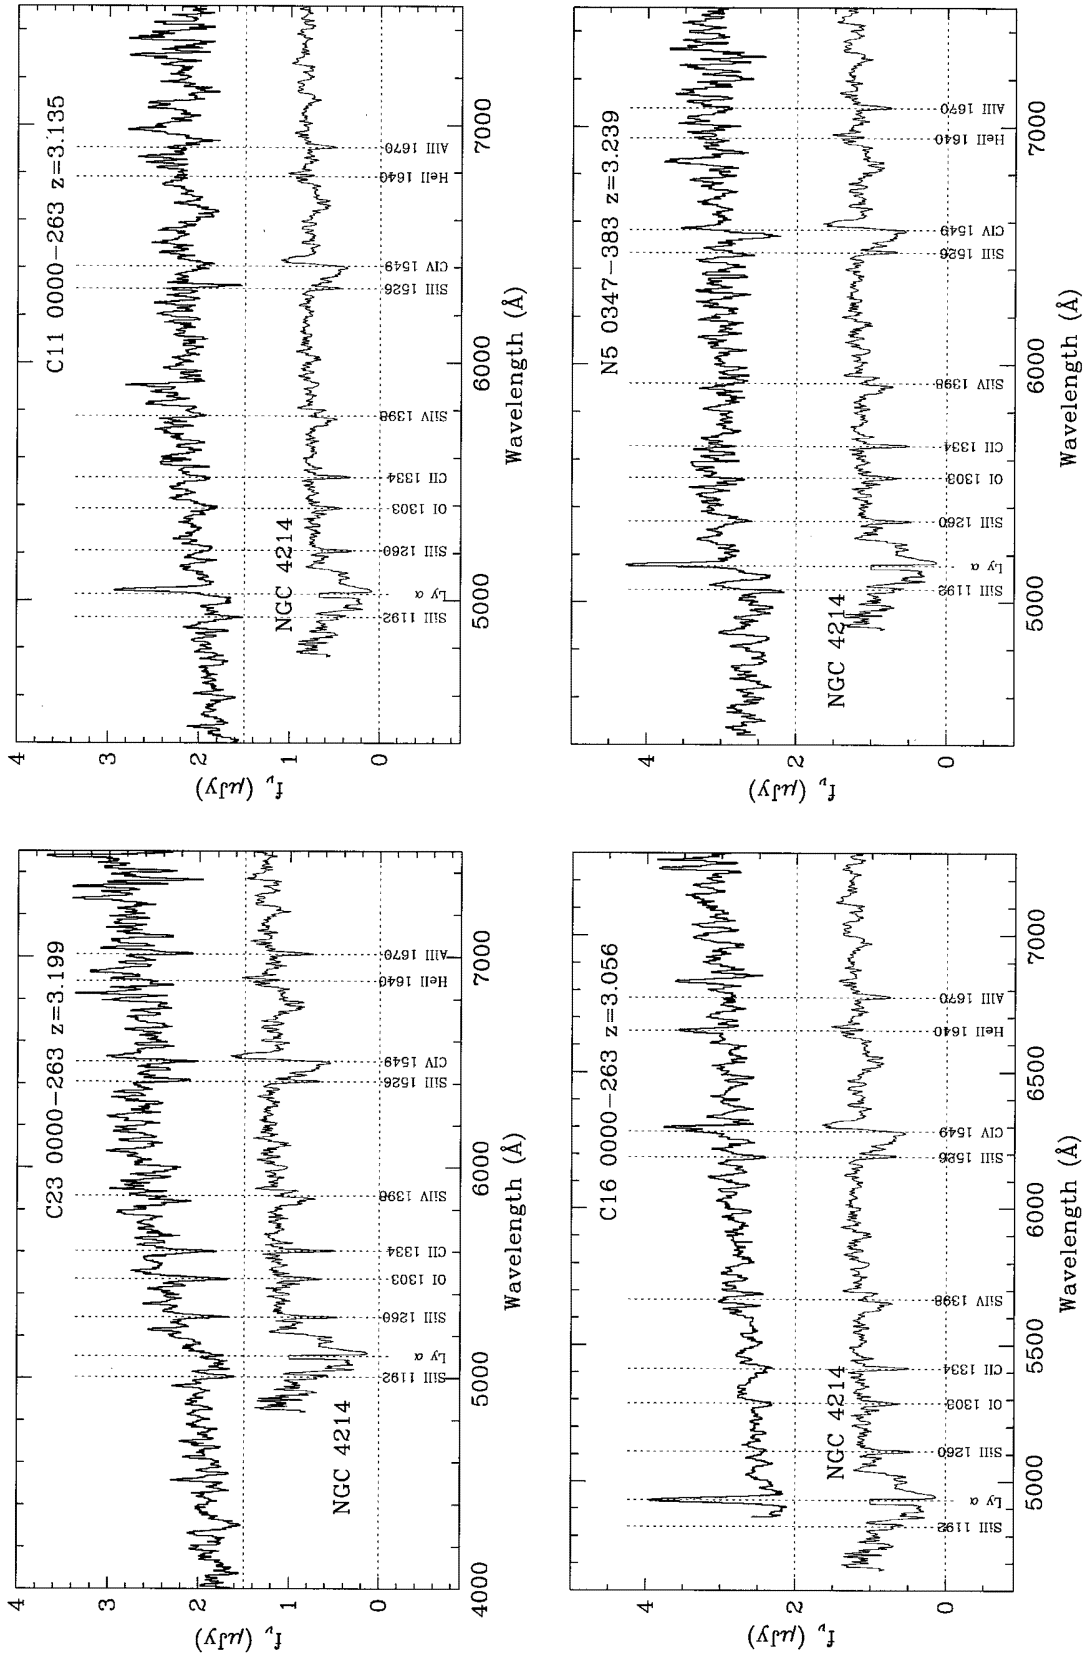 C23 0000-263 z=3.199
4
3
2
1
0
f_ν (μJy)
NGC 4214
SiII 1192
Ly α
SiII 1260
OI 1303
CII 1334
SiIV 1398
SiII 1526
CIV 1549
HeII 1640
AlII 1670
4000 5000 6000 7000
Wavelength (Å)
C11 0000-263 z=3.135
4
3
2
1
0
f_ν (μJy)
NGC 4214
SiII 1192
Ly α
SiII 1260
OI 1303
CII 1334
SiIV 1398
SiII 1526
CIV 1549
HeII 1640
AlII 1670
5000 6000 7000
Wavelength (Å)
C16 0000-263 z=3.056
4
2
0
f_ν (μJy)
NGC 4214
SiII 1192
Ly α
SiII 1260
OI 1303
CII 1334
SiIV 1398
SiII 1526
CIV 1549
HeII 1640
AlII 1670
5000 5500 6000 6500 7000
Wavelength (Å)
N5 0347-383 z=3.239
4
2
0
f_ν (μJy)
NGC 4214
SiII 1192
Ly α
SiII 1260
OI 1303
CII 1334
SiIV 1398
SiII 1526
CIV 1549
HeII 1640
AlII 1670
5000 6000 7000
Wavelength (Å)